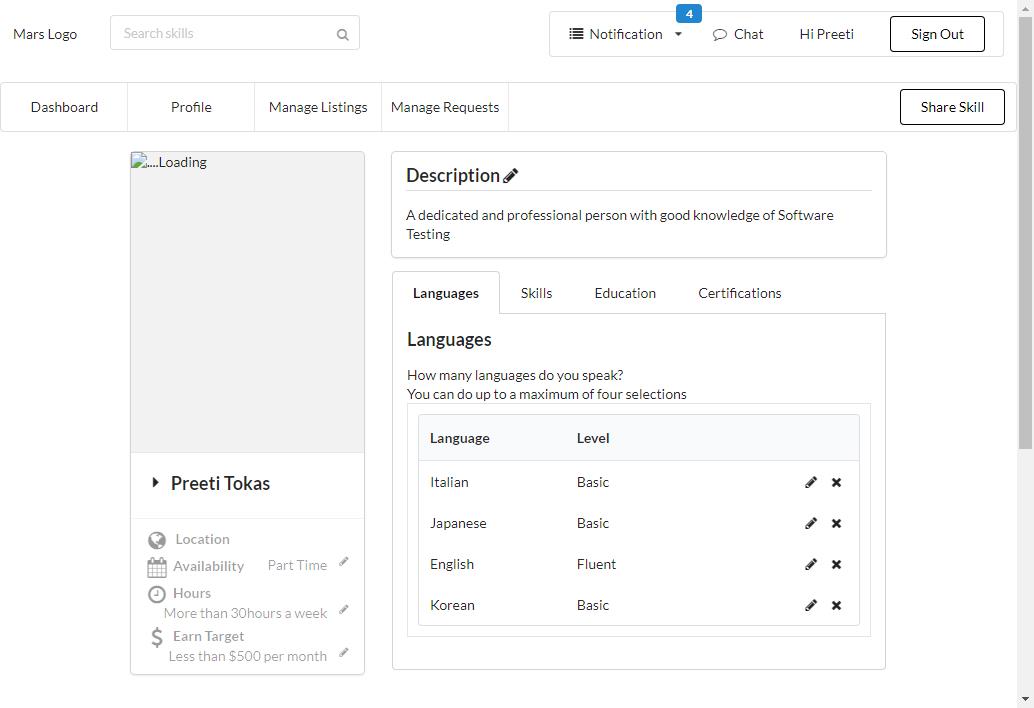 Mars Logo
Search skills
4
Notification
Chat
Hi Preeti
Sign Out
Dashboard
Profile
Manage Listings
Manage Requests
Share Skill
....Loading
Preeti Tokas
Location
Availability Part Time
Hours
More than 30hours a week
Earn Target
Less than $500 per month
Description
A dedicated and professional person with good knowledge of Software
Testing
Languages Skills Education Certifications
Languages
How many languages do you speak?
You can do up to a maximum of four selections
Language Level
Italian Basic
Japanese Basic
English Fluent
Korean Basic